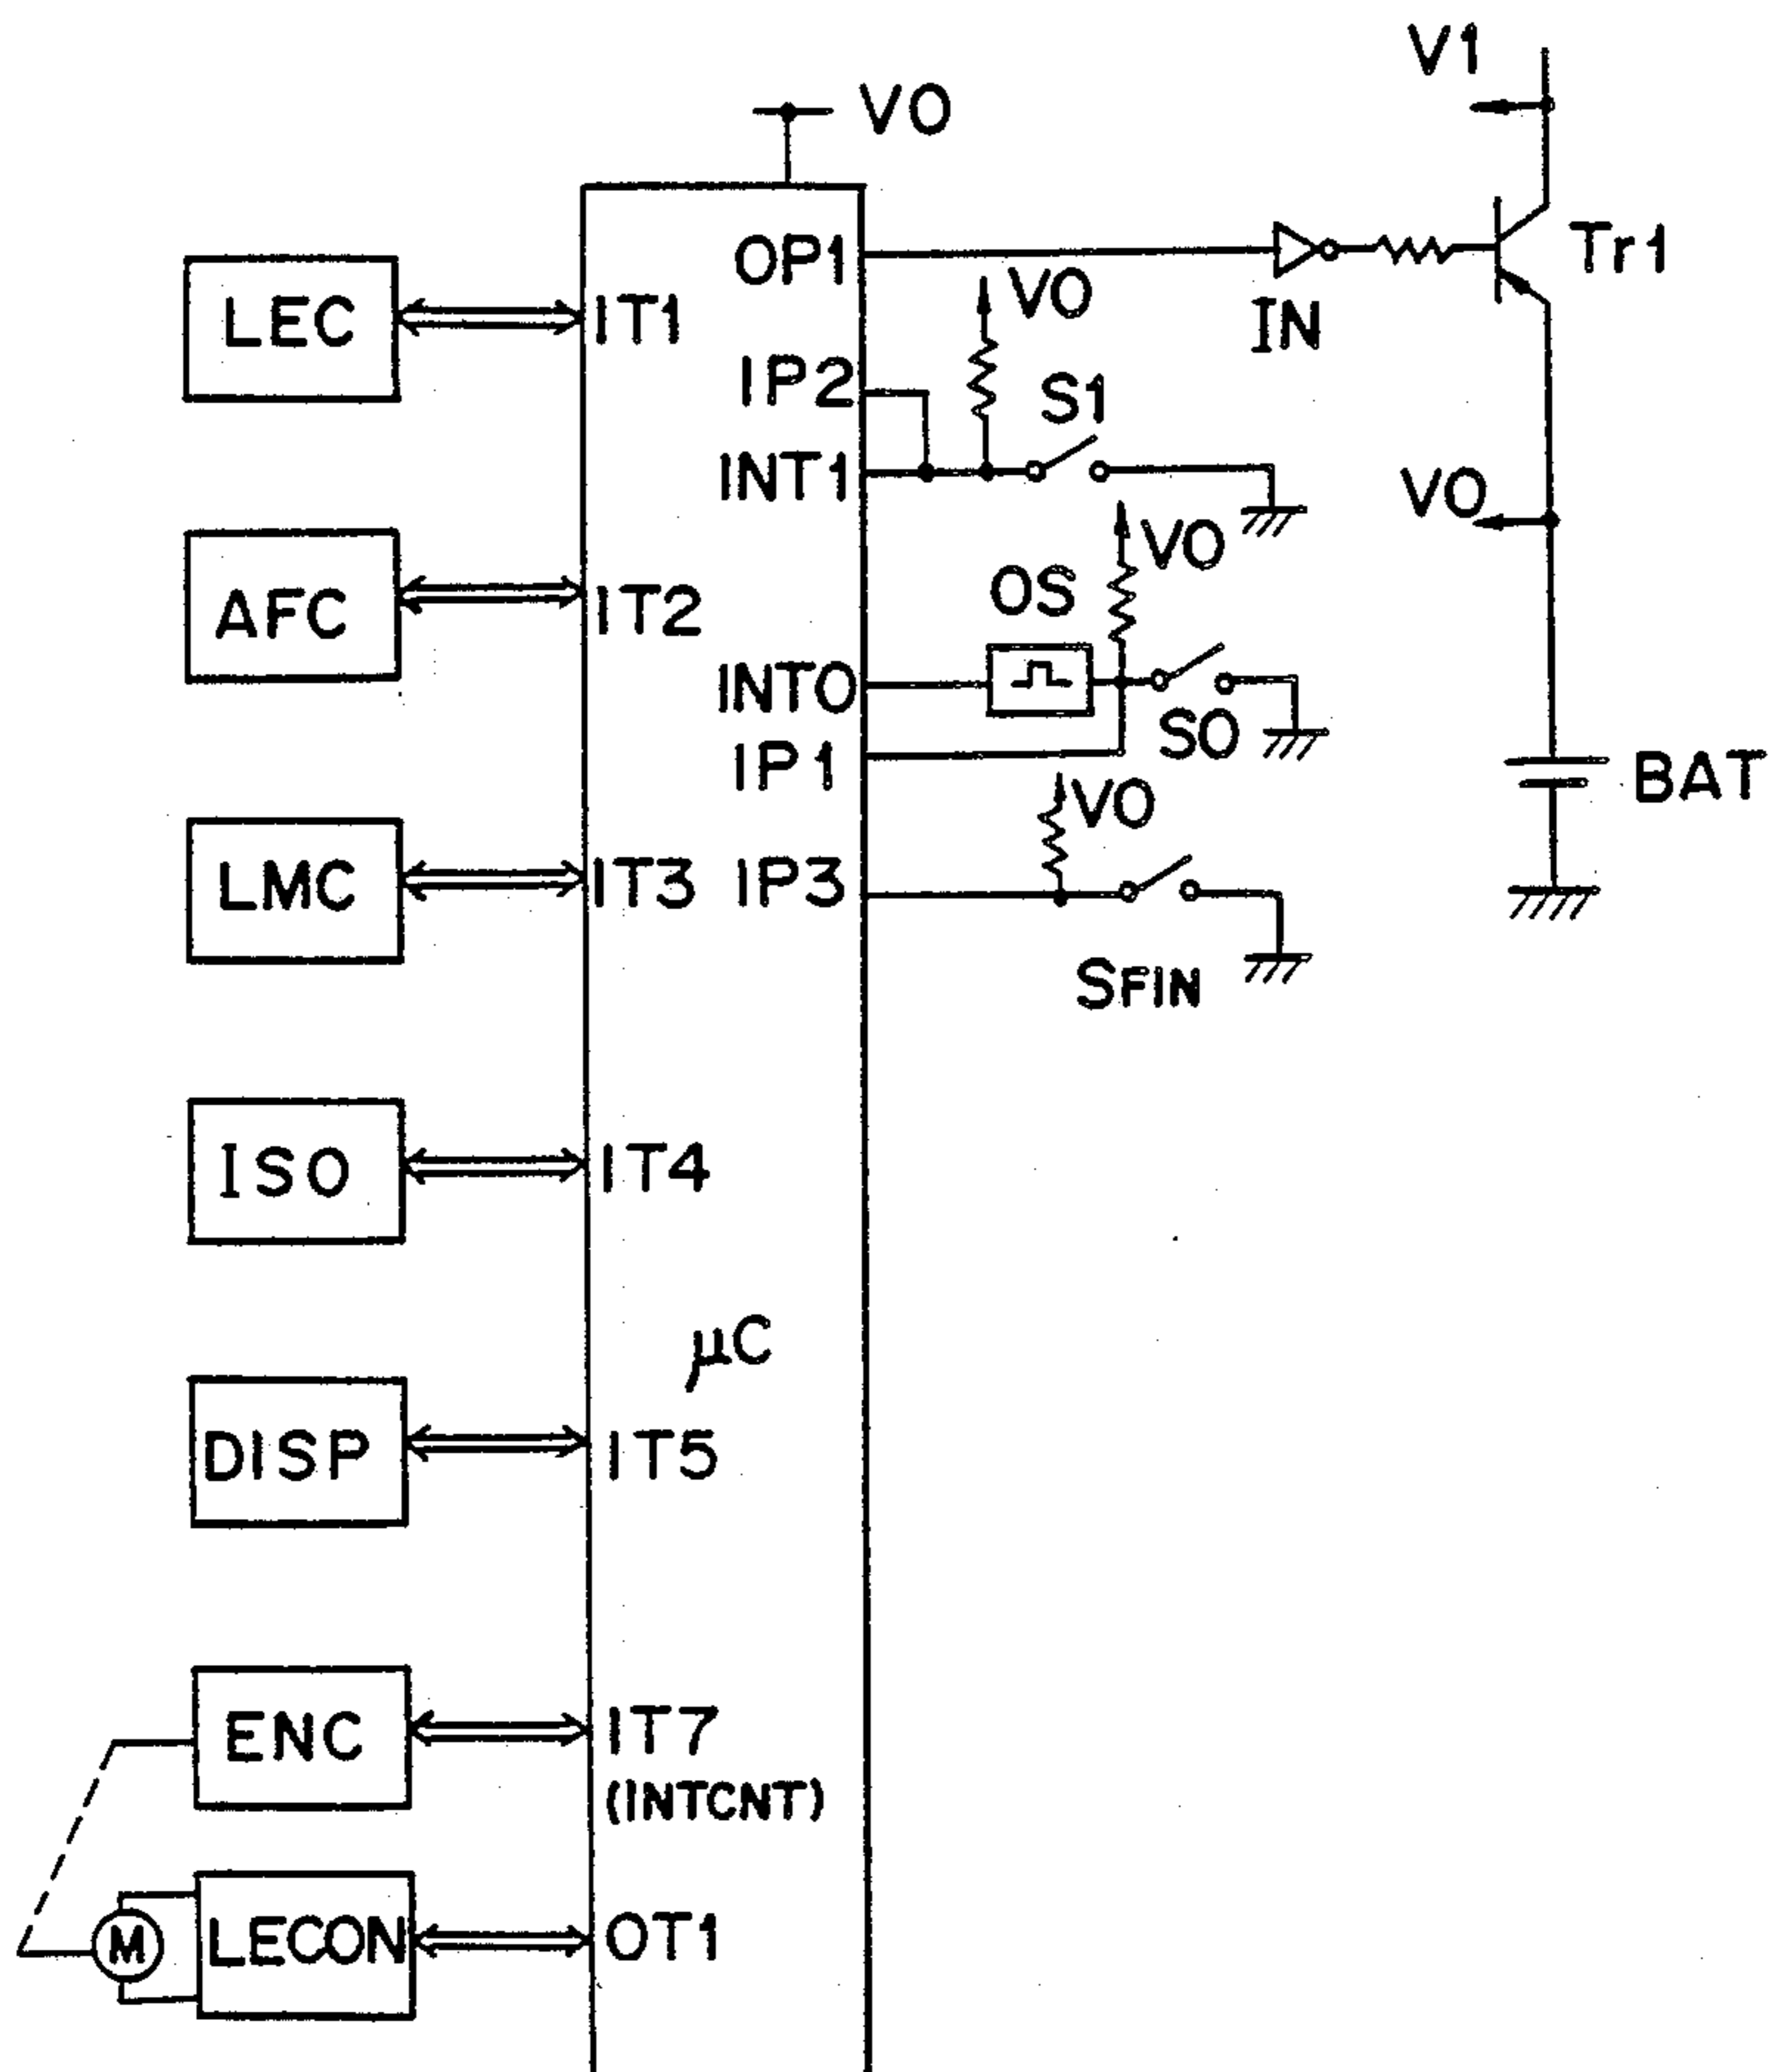 V1
VO
OP1
Tr1
VO
IN
LEC
IT1
IP2
S1
INT1
VO
VO
AFC
IT2
OS
INTO
SO
IP1
BAT
VO
LMC
IT3
IP3
SFIN
ISO
IT4
μC
DISP
IT5
ENC
IT7
(INTCNT)
M
LECON
OT1